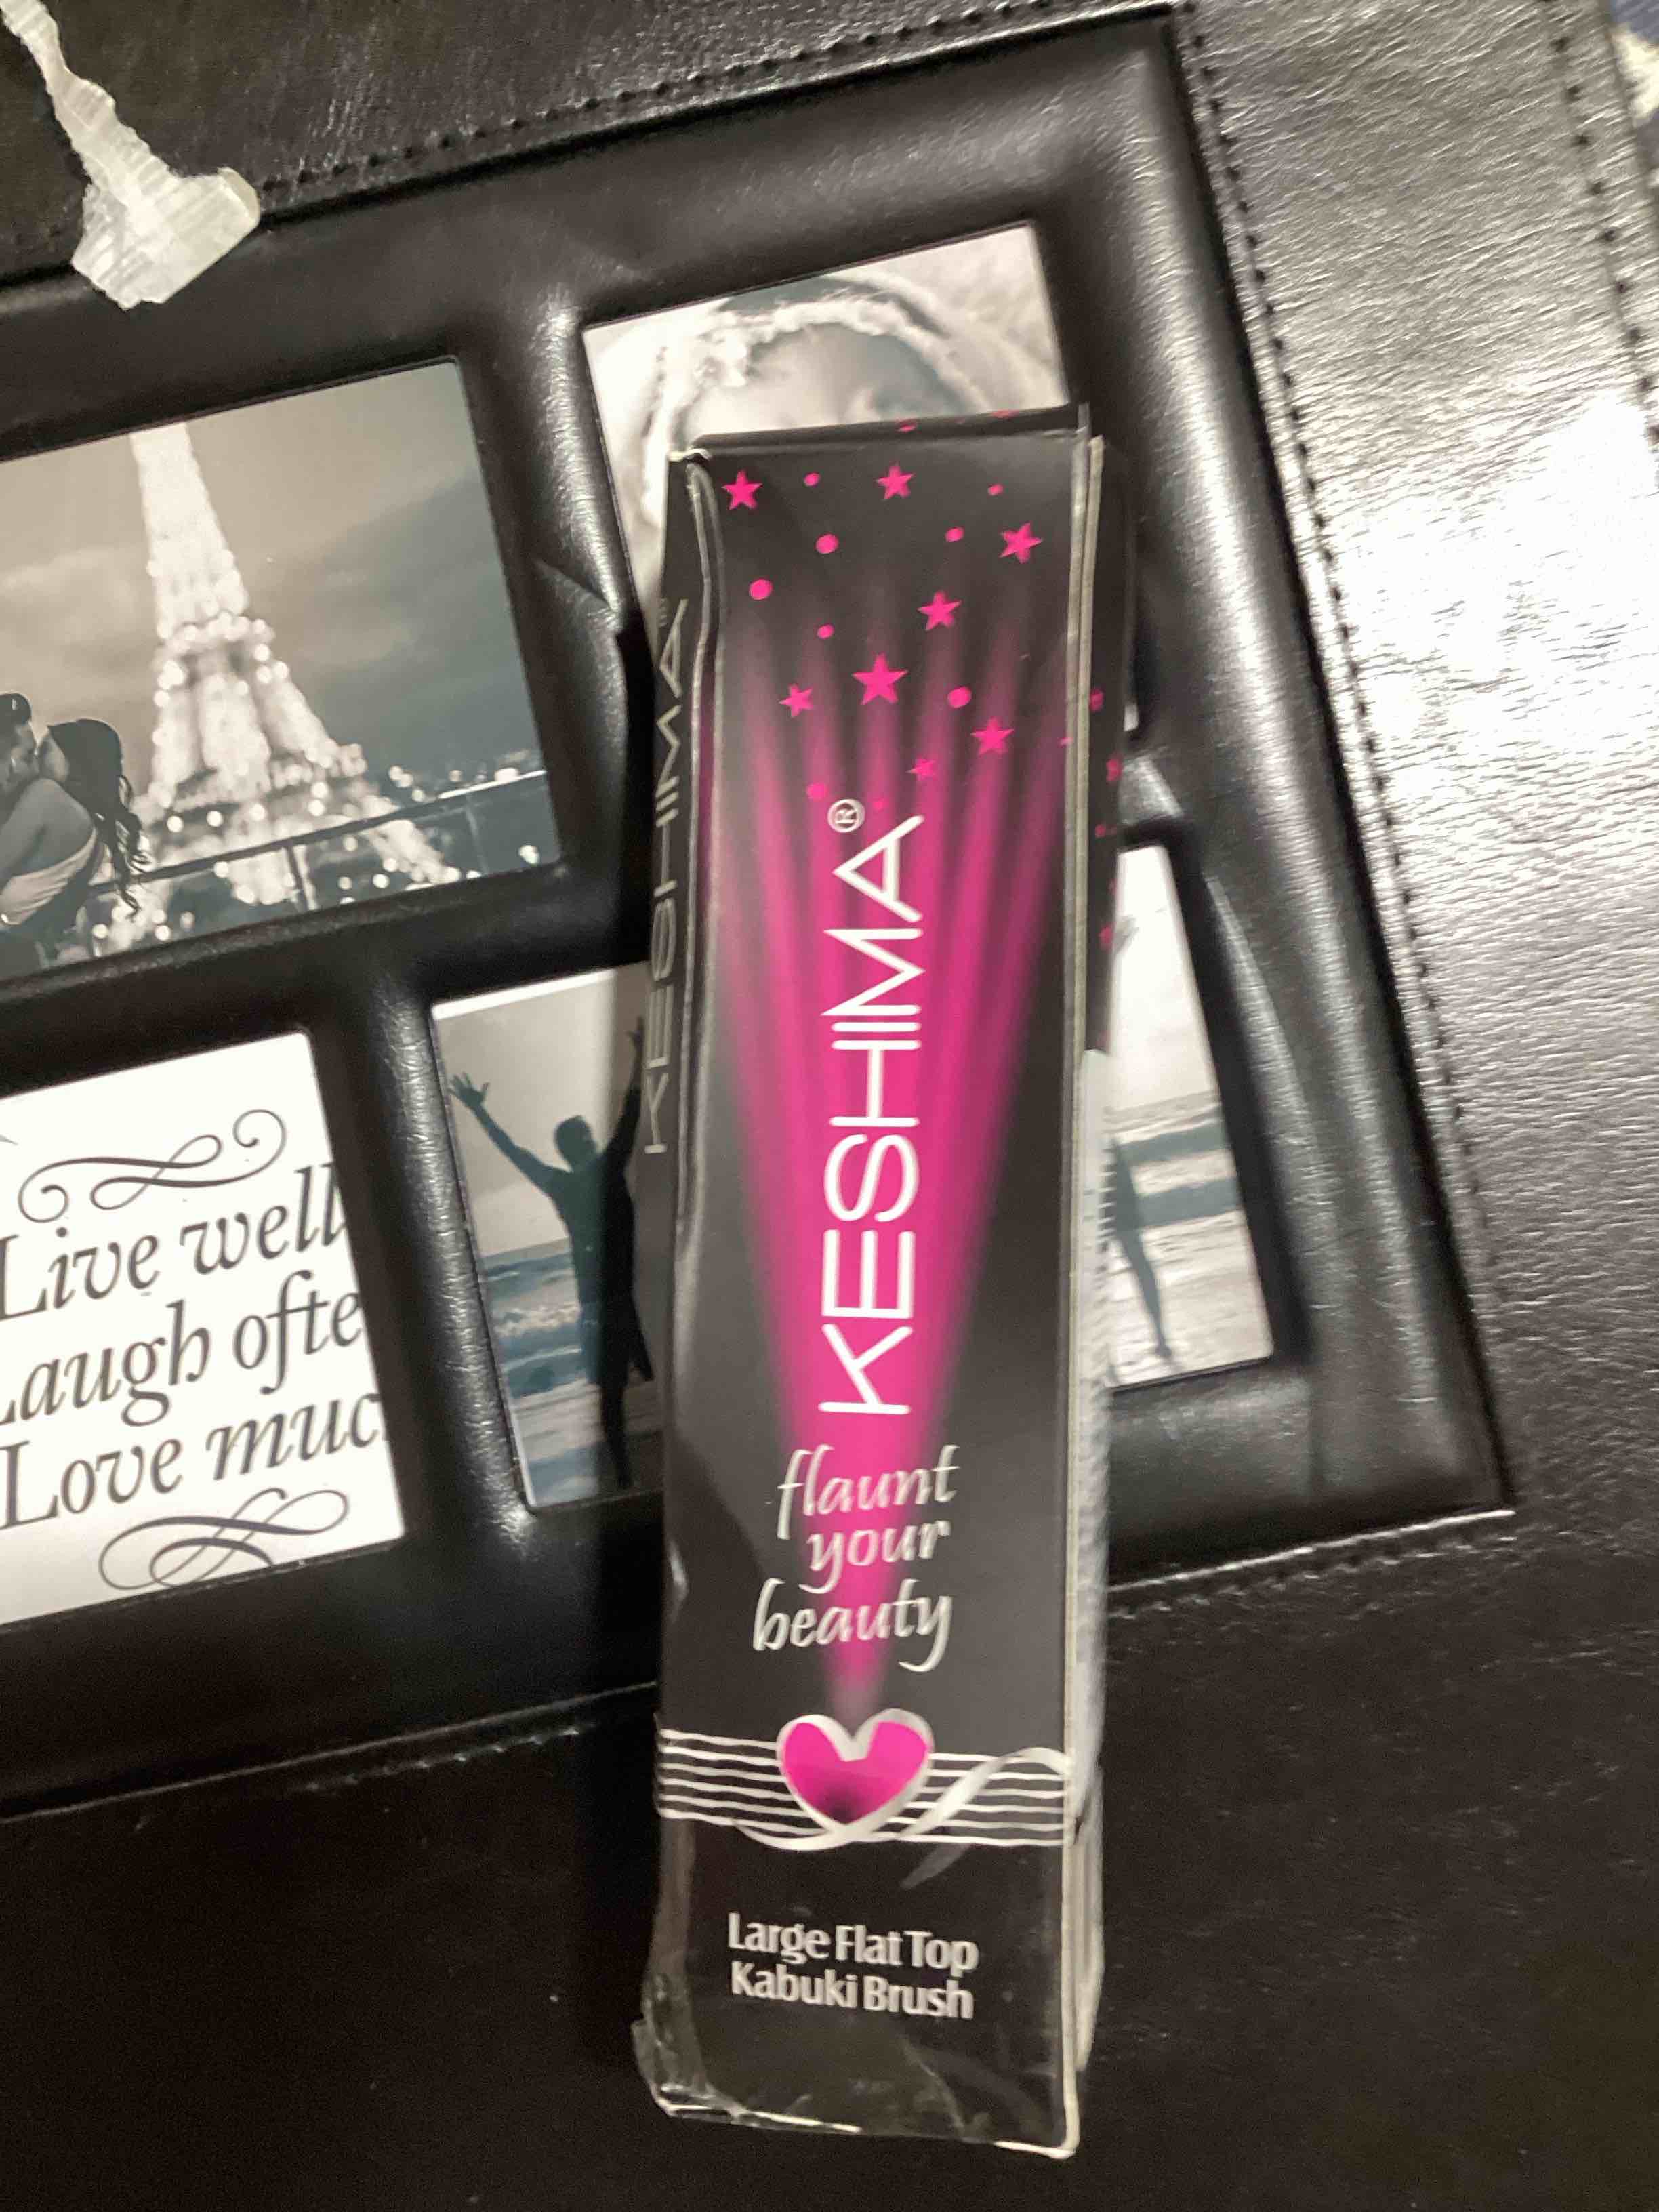 KESHIMA®
KESHIMA®
flaunt
your
beauty
Large Flat Top
Kabuki Brush
Live well
Laugh ofte
Love muc